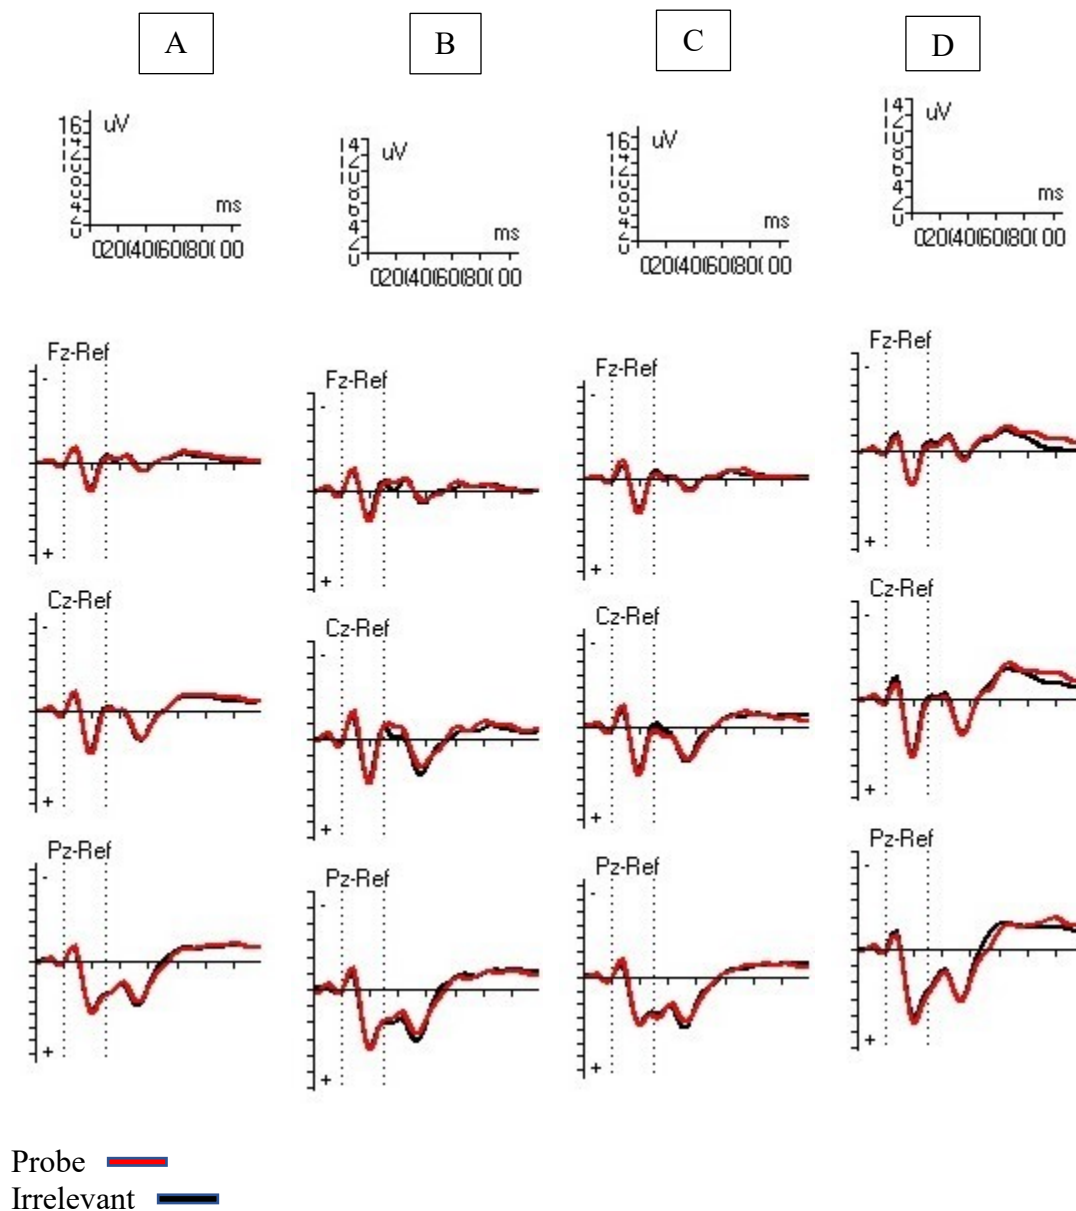 A B C D
uV
ms
uV
ms
uV
ms
uV
ms
Fz-Ref
-
+
Cz-Ref
-
+
Pz-Ref
-
+
Fz-Ref
-
+
Cz-Ref
-
+
Pz-Ref
-
+
Fz-Ref
-
+
Cz-Ref
-
+
Pz-Ref
-
+
Fz-Ref
-
+
Cz-Ref
-
+
Pz-Ref
-
+
Probe
Irrelevant